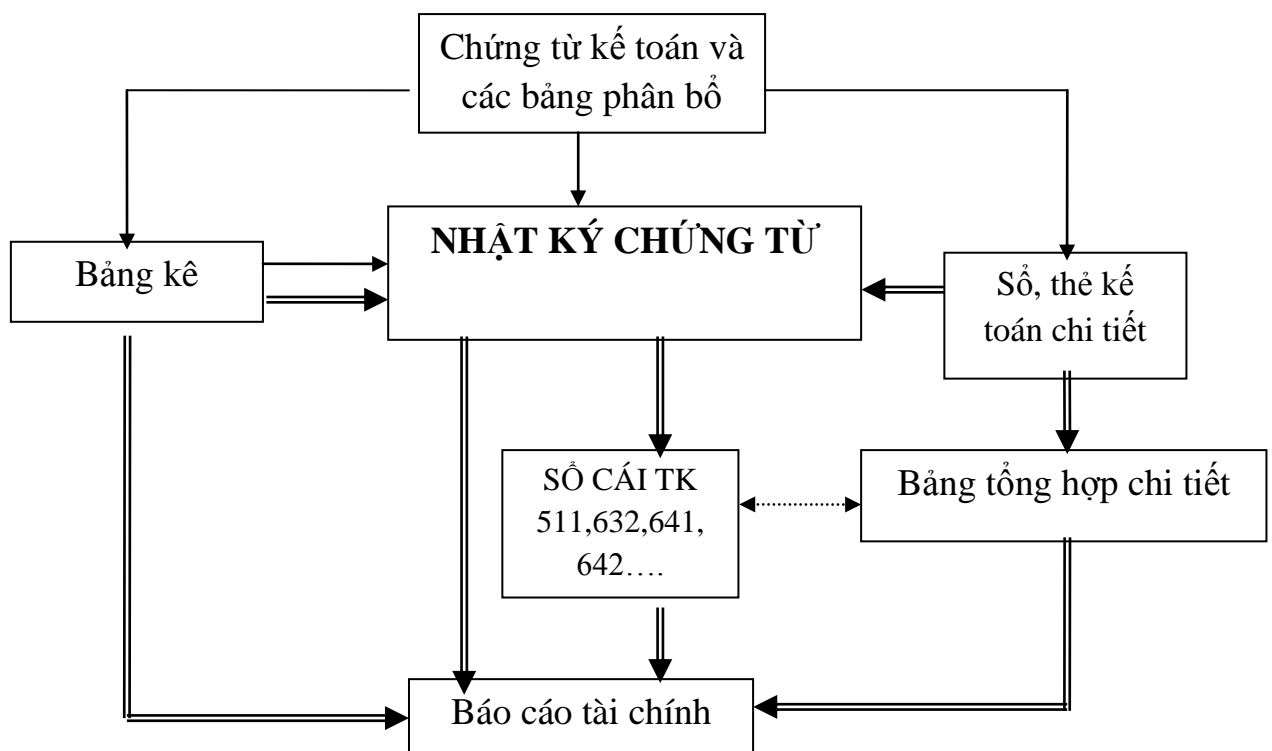 Chứng từ kế toán và
các bảng phân bổ
NHẬT KÝ CHỨNG TỪ
Bảng kê
Sổ, thẻ kế
toán chi tiết
SỔ CÁI TK
511,632,641,
642….
Bảng tổng hợp chi tiết
Báo cáo tài chính